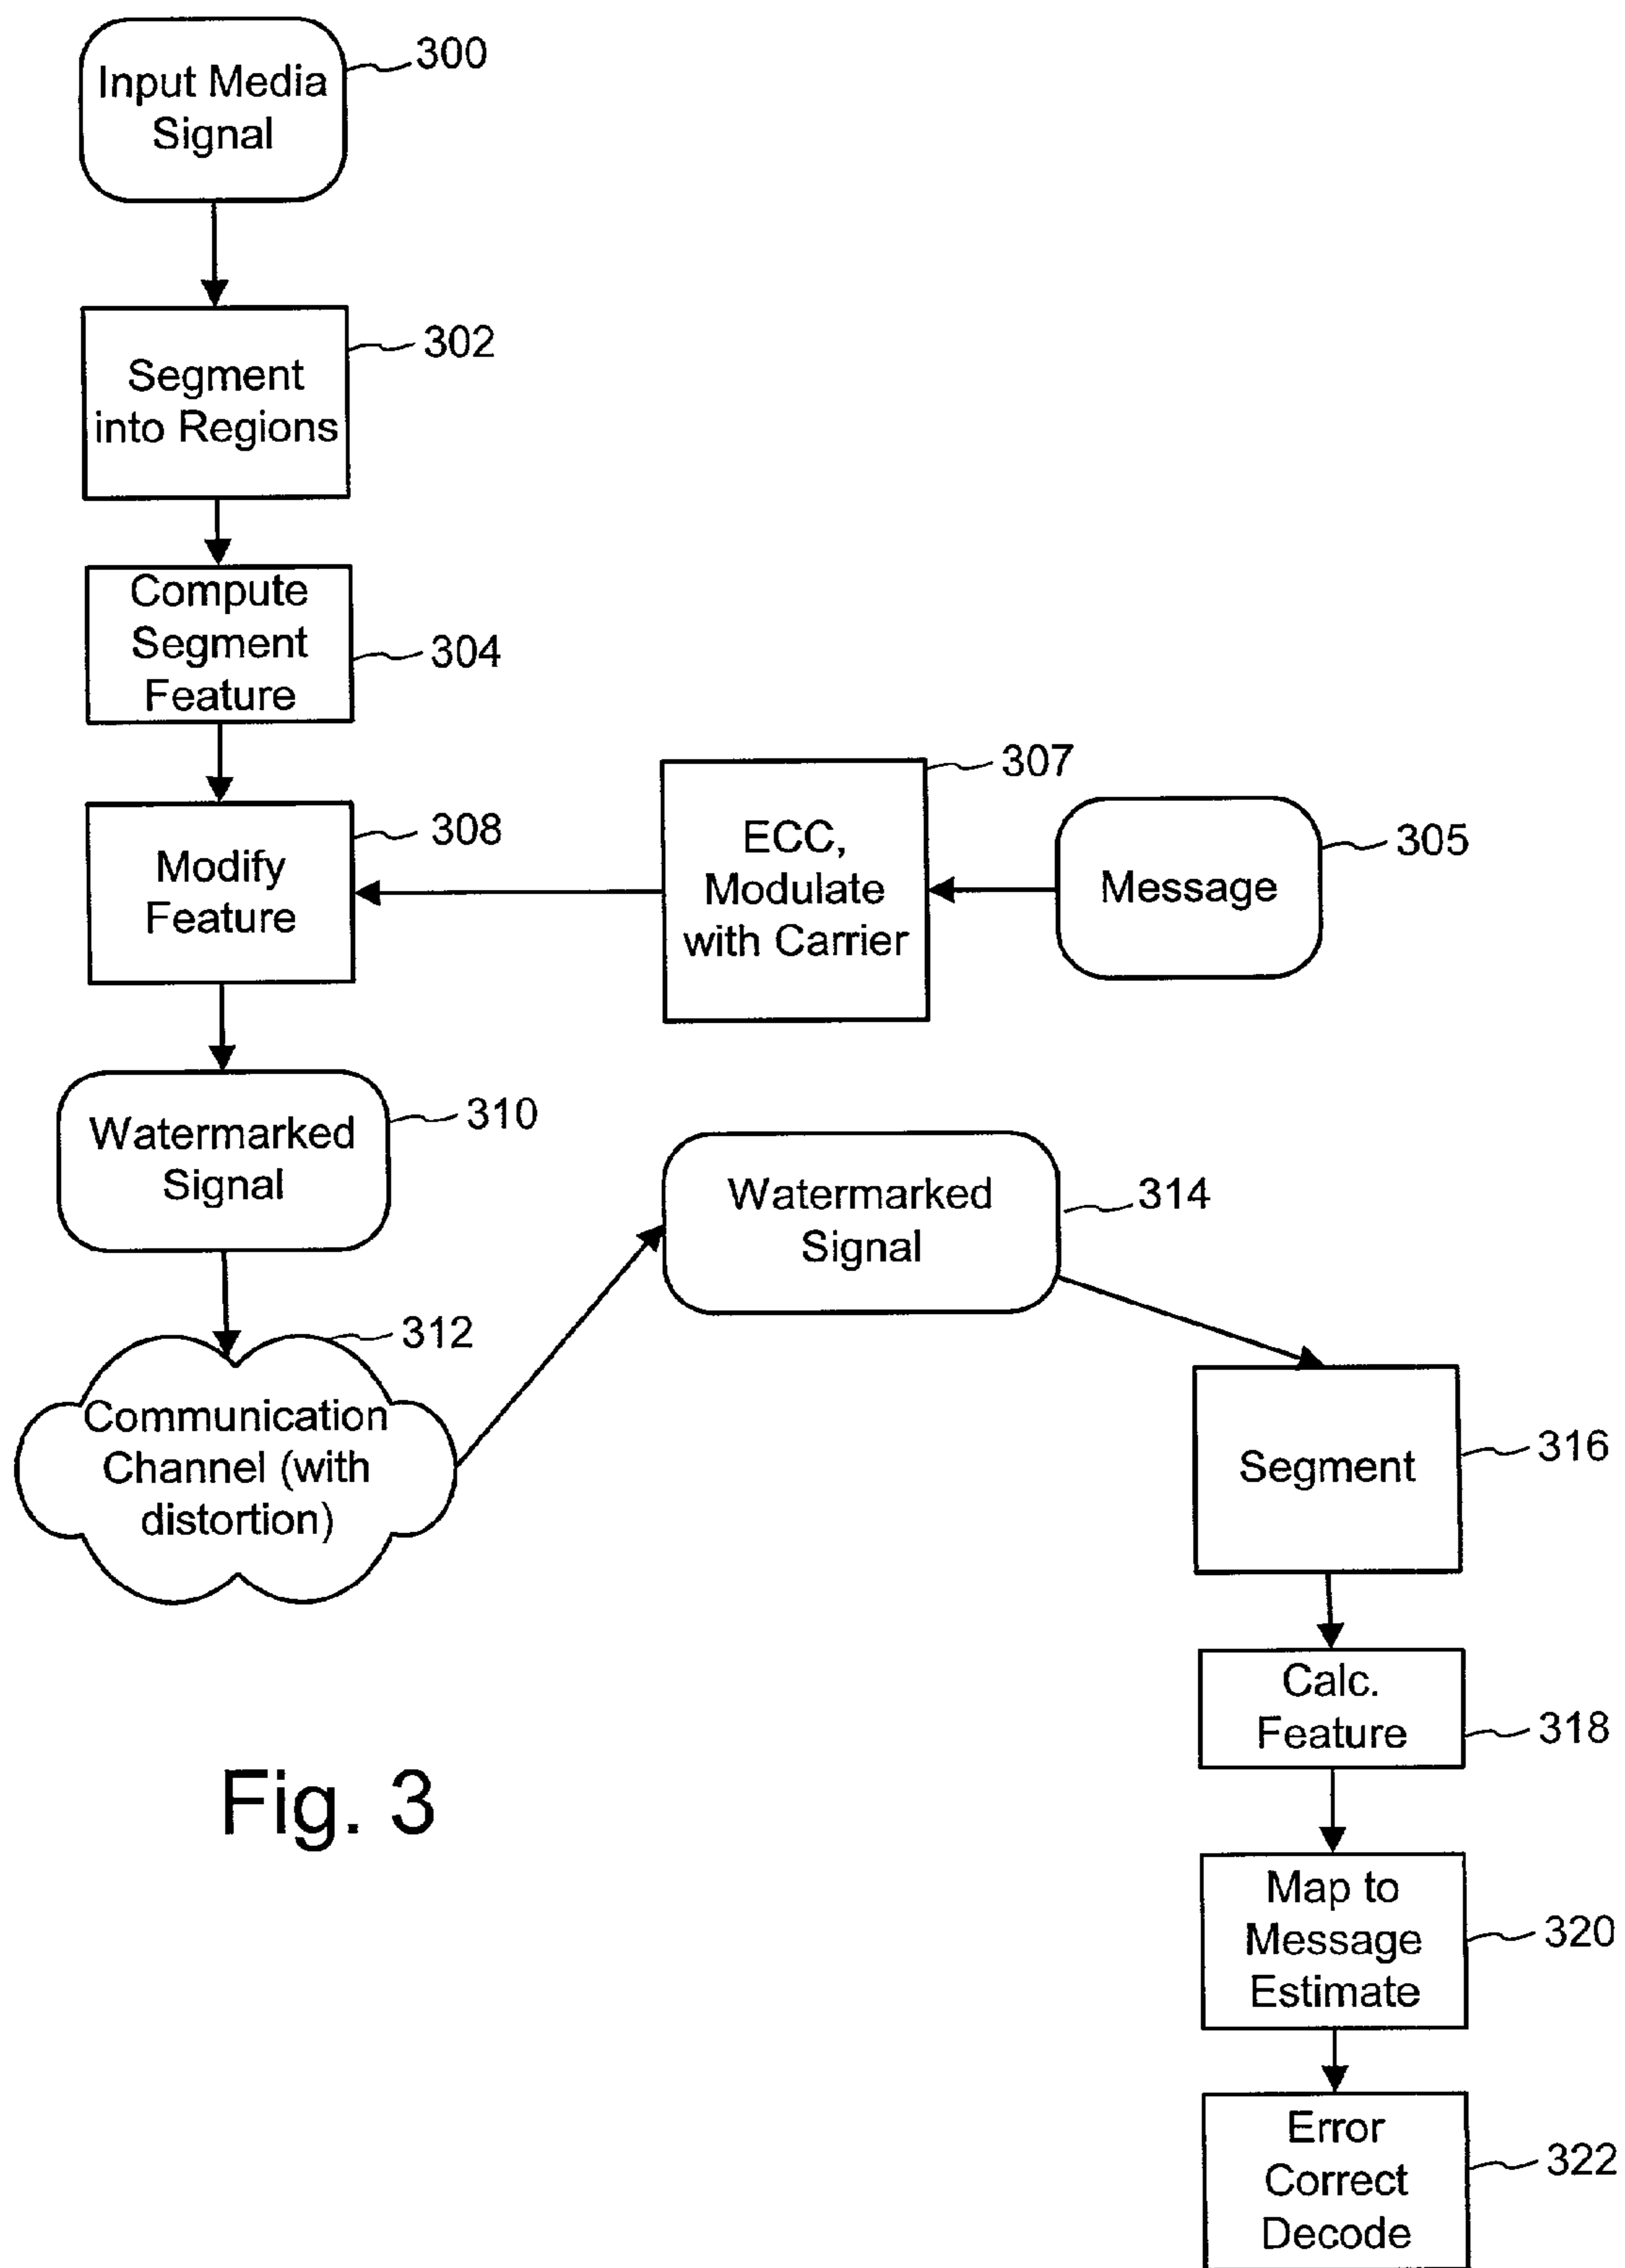 Input Media
Signal
300
Segment
into Regions
302
Compute
Segment
Feature
304
Modify
Feature
308
ECC,
Modulate
with Carrier
307
Message
305
Watermarked
Signal
310
Communication
Channel (with
distortion)
312
Watermarked
Signal
314
Segment
316
Calc.
Feature
318
Map to
Message
Estimate
320
Error
Correct
Decode
322
Fig. 3